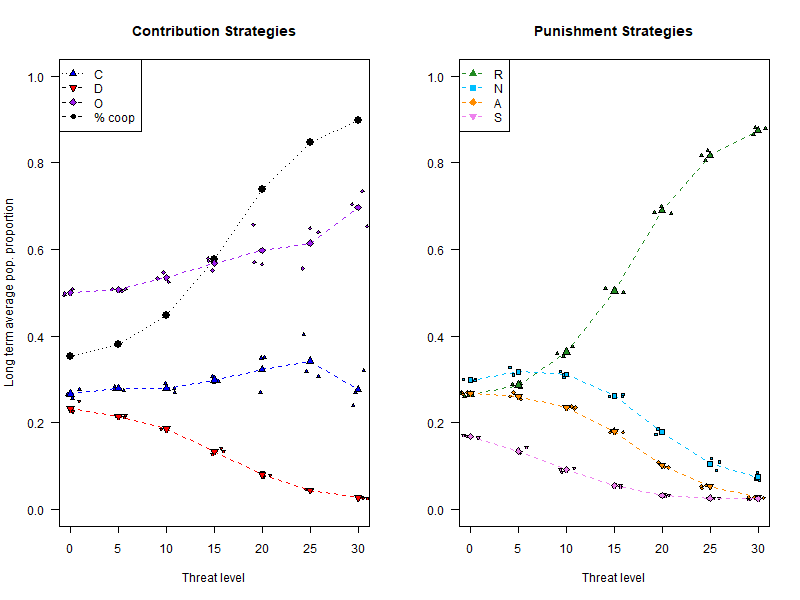 Contribution Strategies
Punishment Strategies
C
D
O
% coop
R
N
A
S
Long term average pop. proportion
1.0
0.8
0.6
0.4
0.2
0.0
1.0
0.8
0.6
0.4
0.2
0.0
0 5 10 15 20 25 30
0 5 10 15 20 25 30
Threat level
Threat level